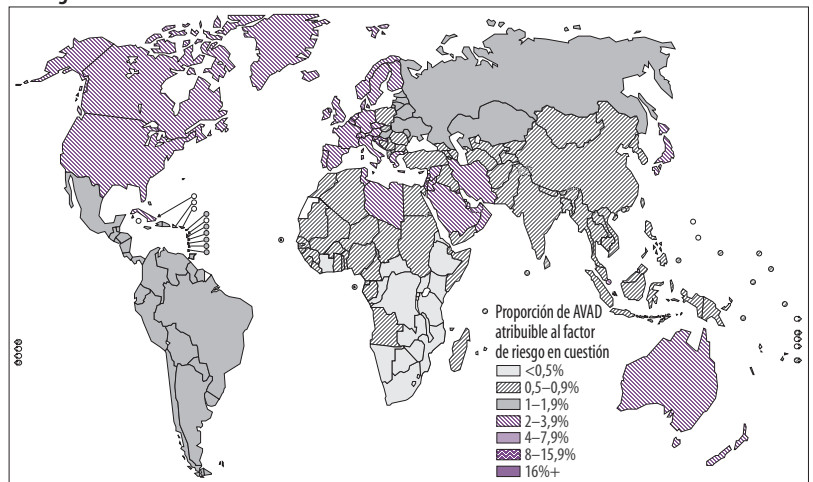 Proporción de AVAD
atribuible al factor
de riesgo en cuestión
<0,5%
0,5–0,9%
1–1,9%
2–3,9%
4–7,9%
8–15,9%
16%+